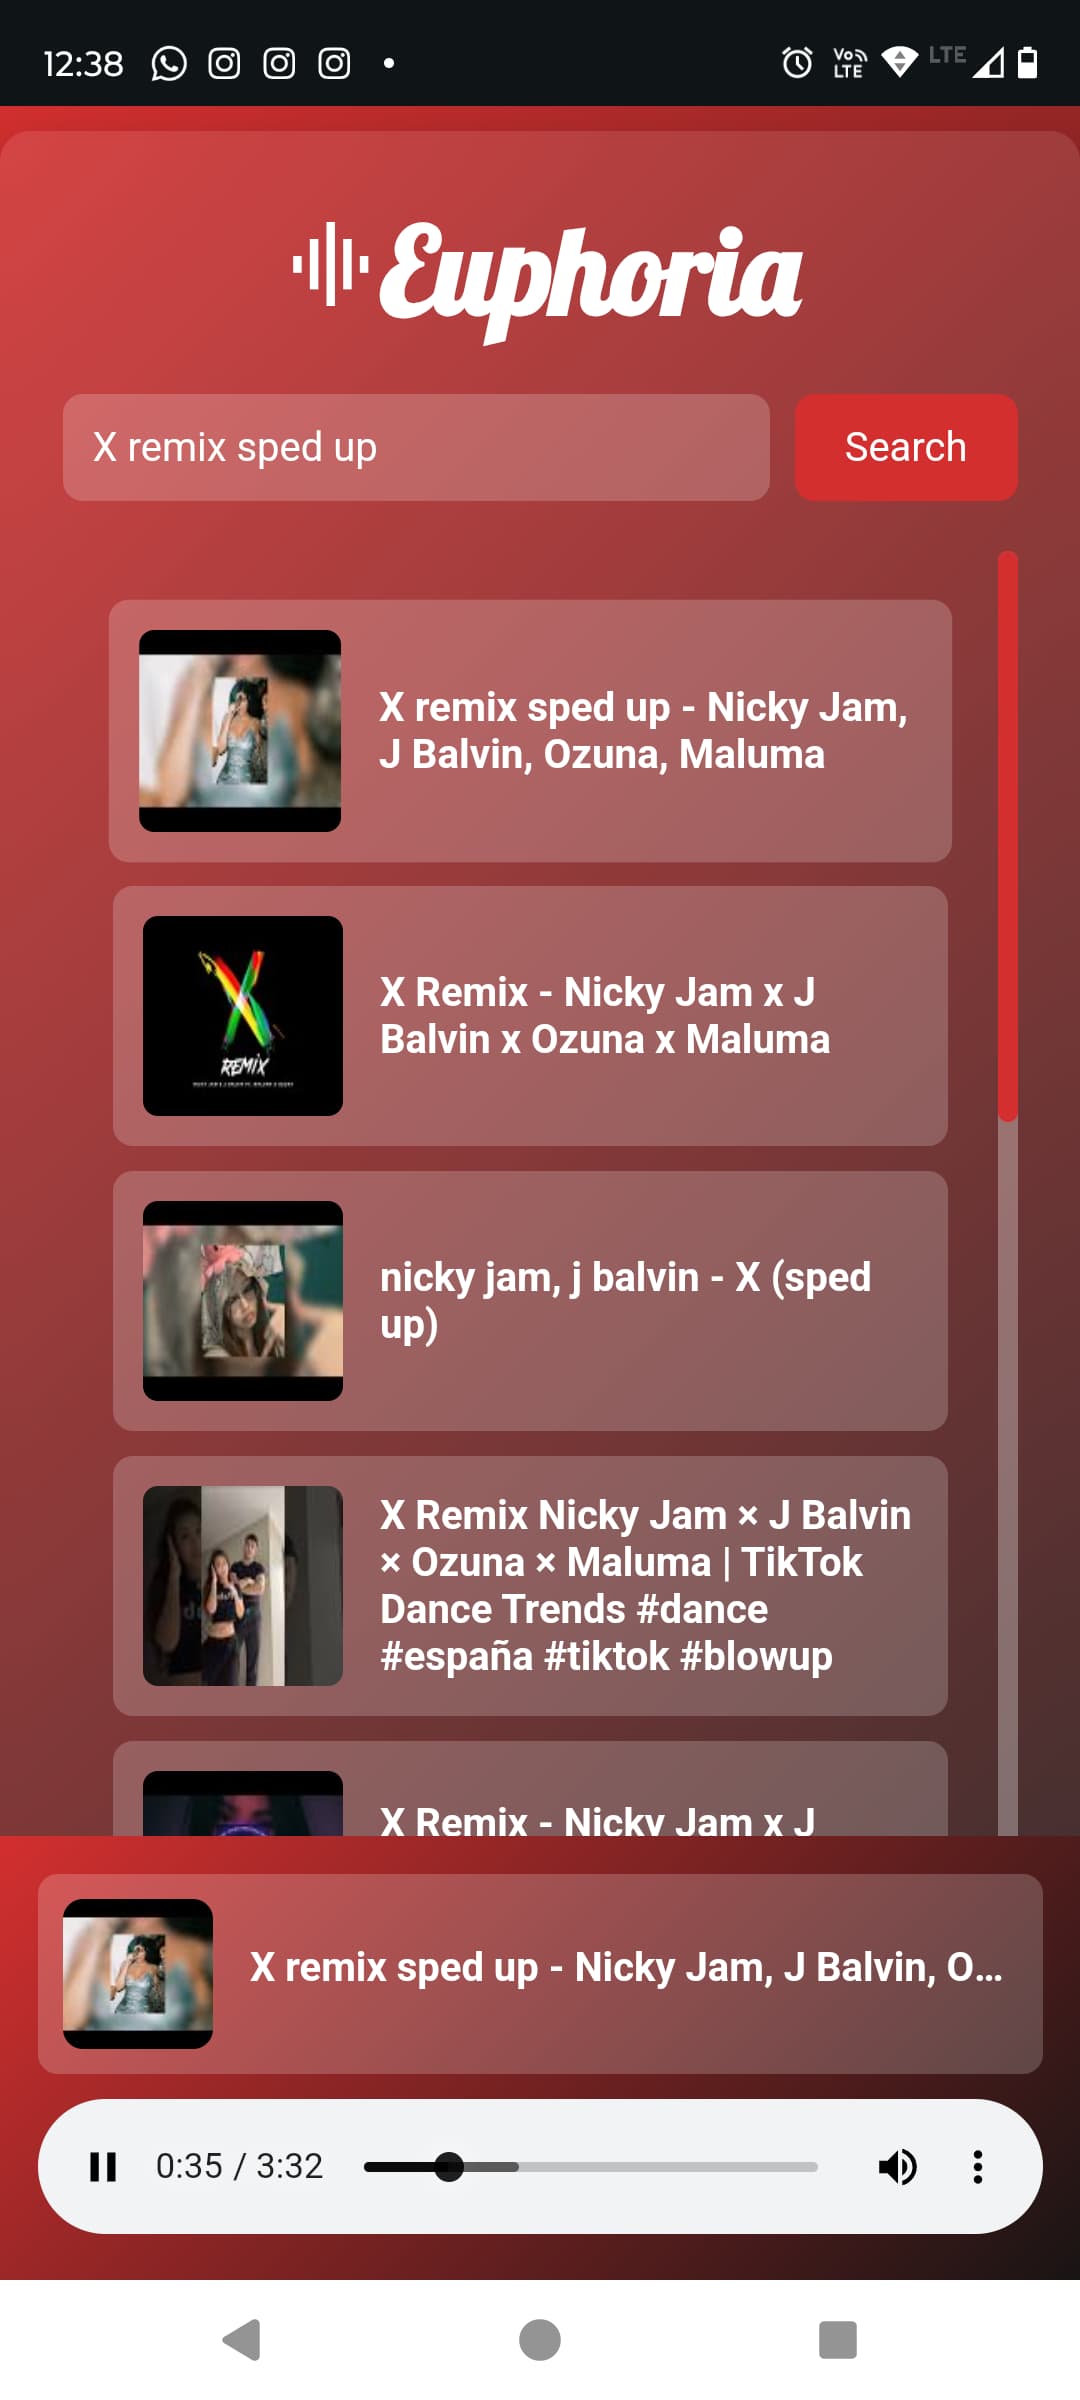 12:38
Vo LTE
LTE
Euphoria
X remix sped up
Search
X remix sped up - Nicky Jam,
J Balvin, Ozuna, Maluma
X Remix - Nicky Jam x J
Balvin x Ozuna x Maluma
REMIX
nicky jam, j balvin - X (sped
up)
X Remix Nicky Jam × J Balvin
× Ozuna × Maluma | TikTok
Dance Trends #dance
#españa #tiktok #blowup
X Remix - Nicky Jam x J
X remix sped up - Nicky Jam, J Balvin, O...
0:35 / 3:32